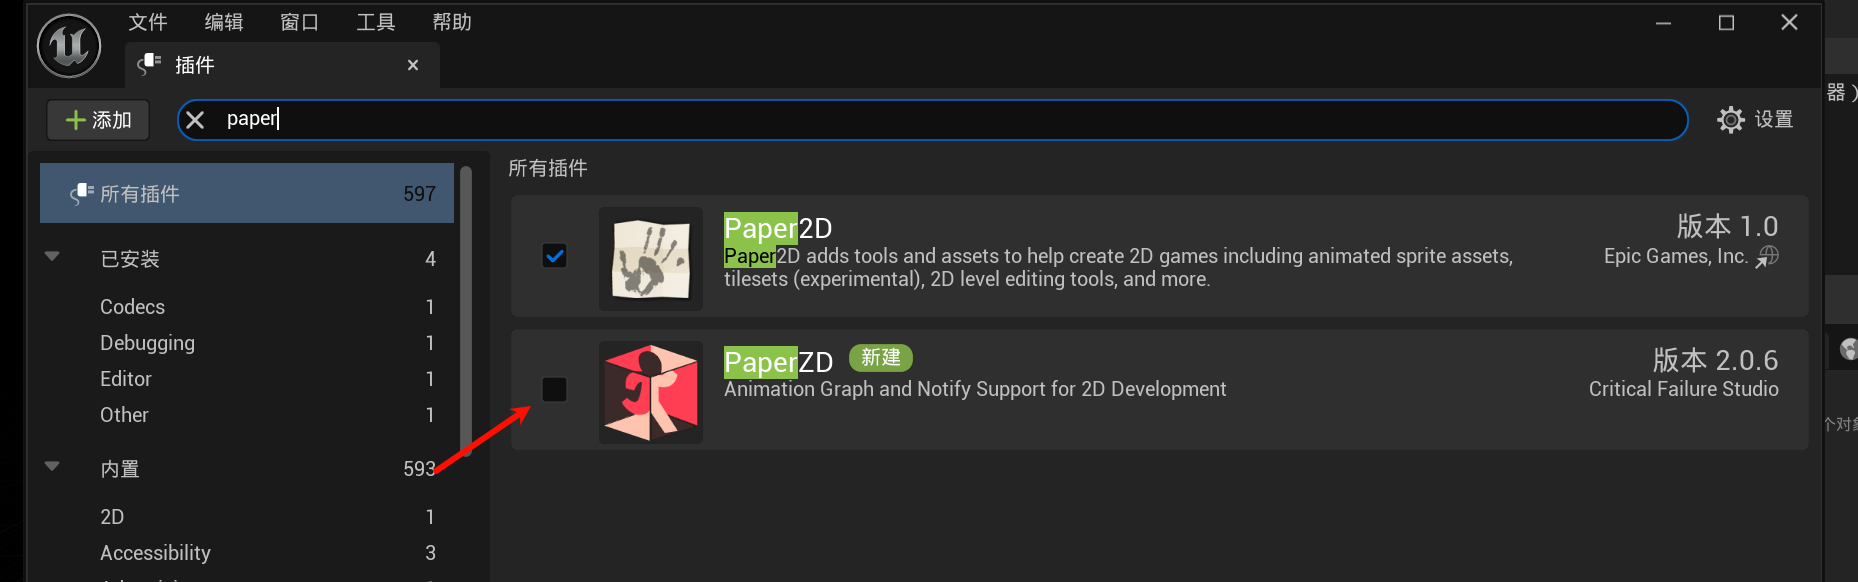 文件 编辑 窗口 工具 帮助
插件
添加 paper 设置
器）
所有插件 597
已安装 4
Codecs 1
Debugging 1
Editor 1
Other 1
内置 593
2D 1
Accessibility 3
所有插件
Paper2D
Paper2D adds tools and assets to help create 2D games including animated sprite assets,
tilesets (experimental), 2D level editing tools, and more.
版本 1.0
Epic Games, Inc.
PaperZD 新建
Animation Graph and Notify Support for 2D Development
版本 2.0.6
Critical Failure Studio
个对象